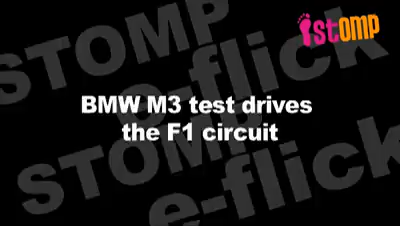 STOMP
e-flick
stomp
BMW M3 test drives
the F1 circuit
STOMP
e-flick